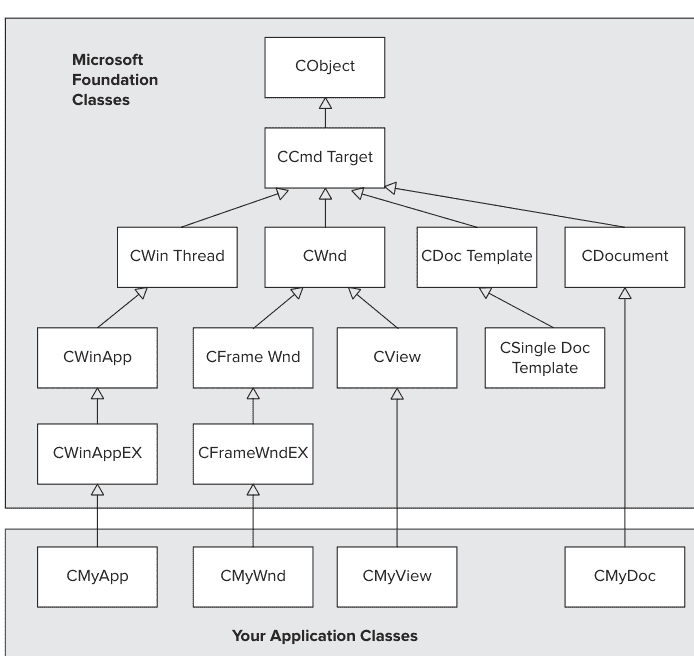 Microsoft
Foundation
Classes
CObject
CCmd Target
CWin Thread
CWnd
CDoc Template
CDocument
CWinApp
CFrame Wnd
CView
CSingle Doc
Template
CWinAppEX
CFrameWndEX
CMyApp
CMyWnd
CMyView
CMyDoc
Your Application Classes